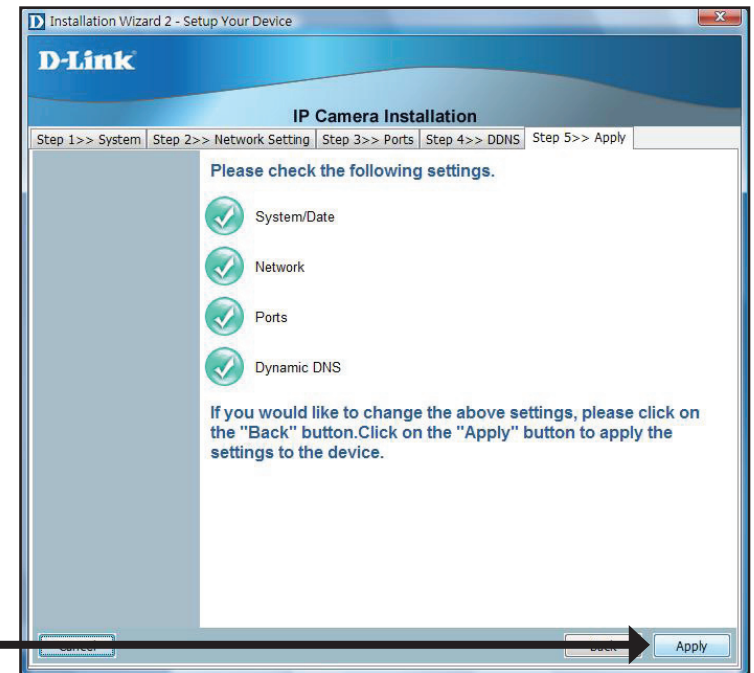 Installation Wizard 2 - Setup Your Device
D-Link
IP Camera Installation
Step 1>> System Step 2>> Network Setting Step 3>> Ports Step 4>> DDNS Step 5>> Apply
Please check the following settings.
System/Date
Network
Ports
Dynamic DNS
If you would like to change the above settings, please click on
the "Back" button.Click on the "Apply" button to apply the
settings to the device.
Cancel Back Apply